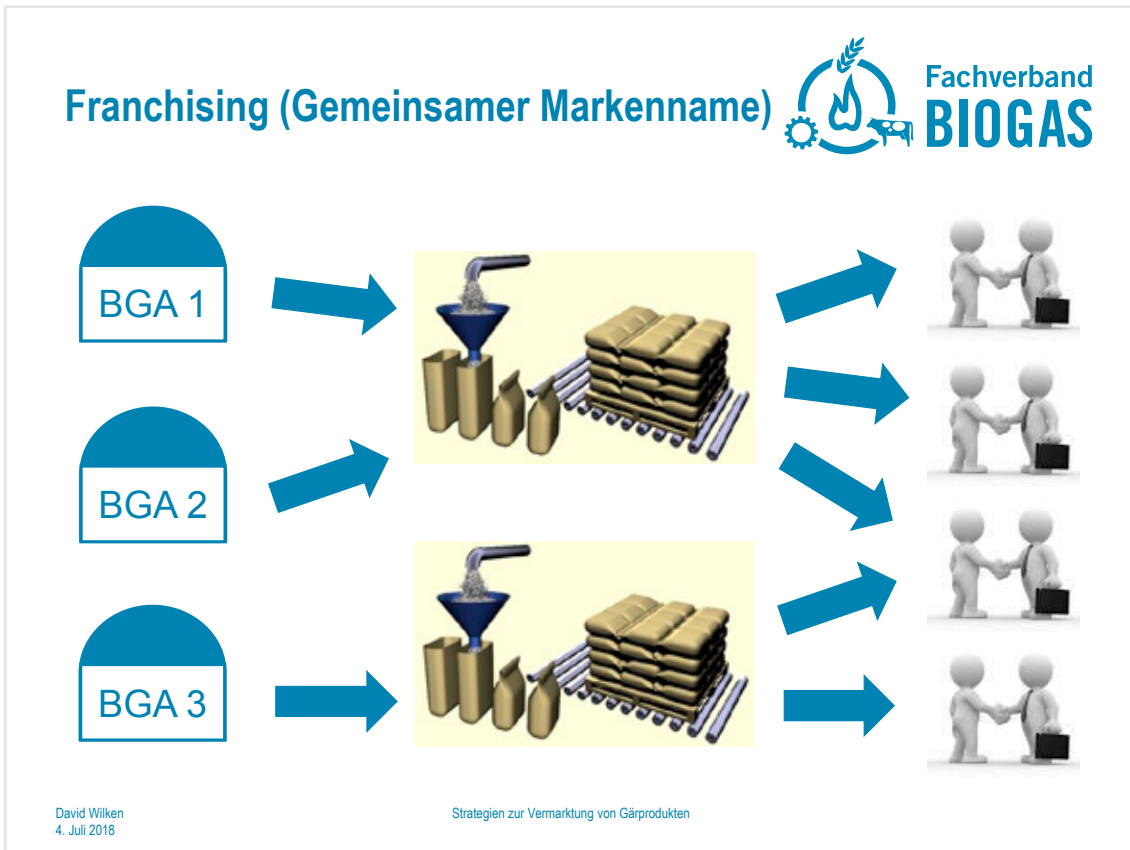 Franchising (Gemeinsamer Markenname)
Fachverband
BIOGAS
BGA 1
BGA 2
BGA 3
David Wilken
4. Juli 2018
Strategien zur Vermarktung von Gärprodukten